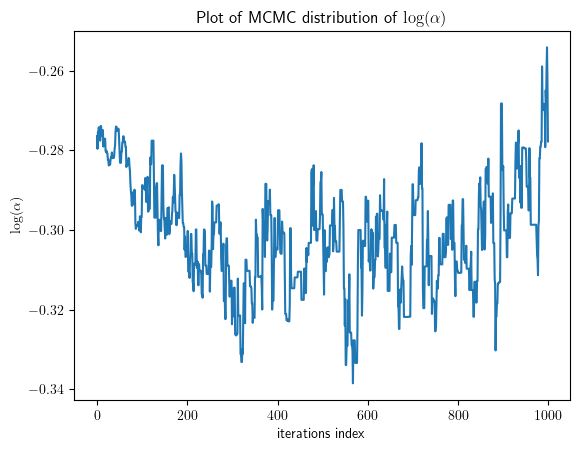 Plot of MCMC distribution of log(α)
−0.26
−0.28
−0.30
−0.32
−0.34
log(α)
0 200 400 600 800 1000
iterations index